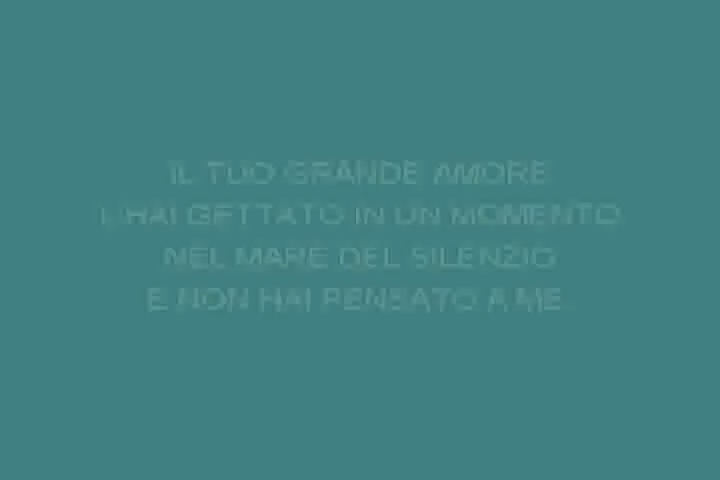 IL TUO GRANDE AMORE
L'HAI GETTATO IN UN MOMENTO
NEL MARE DEL SILENZIO
E NON HAI PENSATO A ME.